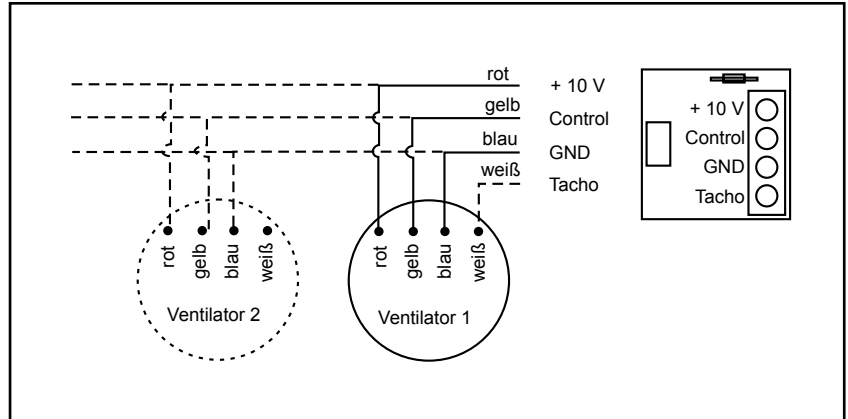 rot
+ 10 V
gelb
Control
blau
GND
weiß
Tacho
+ 10 V
Control
GND
Tacho
rot
gelb
blau
weiß
Ventilator 2
rot
gelb
blau
weiß
Ventilator 1